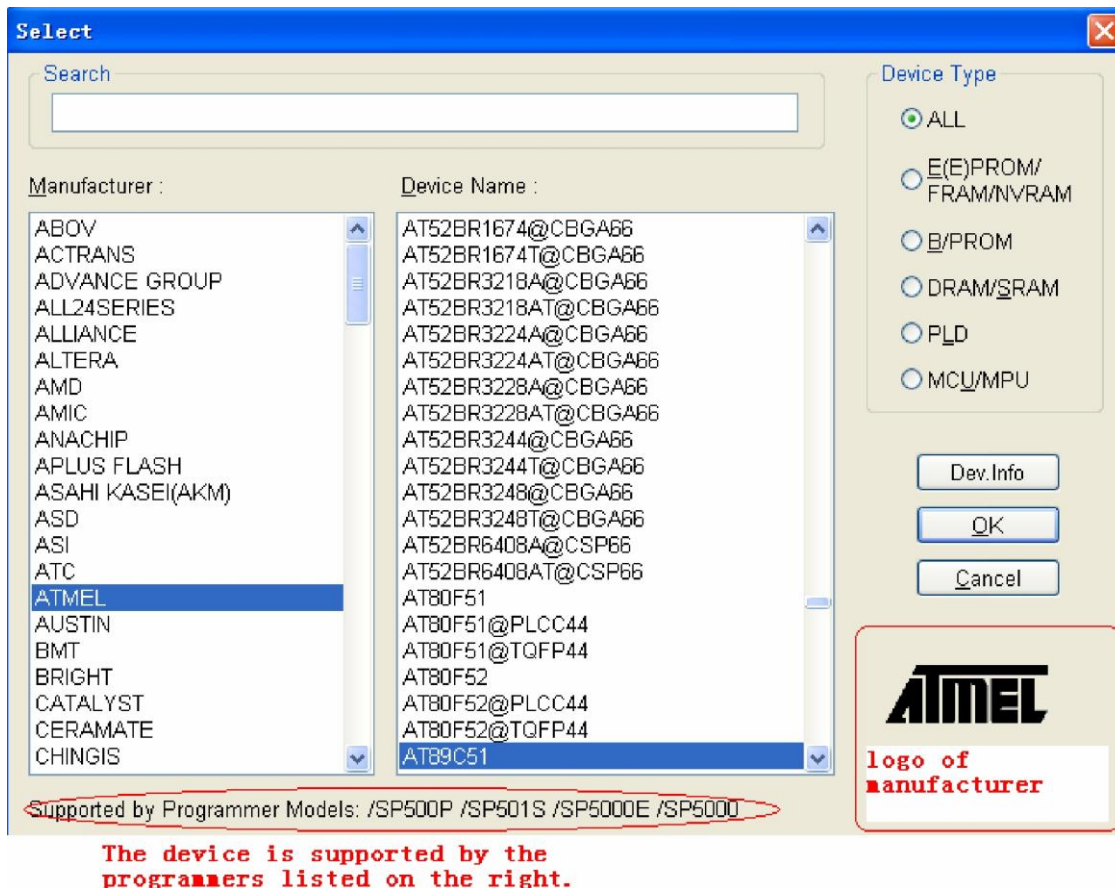 Select
Search
Device Type
ALL
E(E)PROM/
FRAM/NVRAM
B/PROM
DRAM/SRAM
PLD
MCU/MPU
Manufacturer :
ABOV
ACTRANS
ADVANCE GROUP
ALL24SERIES
ALLIANCE
ALTERA
AMD
AMIC
ANACHIP
APLUS FLASH
ASAHI KASEI(AKM)
ASD
ASI
ATC
ATMEL
AUSTIN
BMT
BRIGHT
CATALYST
CERAMATE
CHINGIS
Device Name :
AT52BR1674@CBGA66
AT52BR1674T@CBGA66
AT52BR3218A@CBGA66
AT52BR3218AT@CBGA66
AT52BR3224A@CBGA66
AT52BR3224AT@CBGA66
AT52BR3228A@CBGA66
AT52BR3228AT@CBGA66
AT52BR3244@CBGA66
AT52BR3244T@CBGA66
AT52BR3248@CBGA66
AT52BR3248T@CBGA66
AT52BR6408A@CSP66
AT52BR6408AT@CSP66
AT80F51
AT80F51@PLCC44
AT80F51@TQFP44
AT80F52
AT80F52@PLCC44
AT80F52@TQFP44
AT89C51
Dev.Info
OK
Cancel
ATMEL
logo of
manufacturer
Supported by Programmer Models: /SP500P /SP501S /SP5000E /SP5000
The device is supported by the
programmers listed on the right.